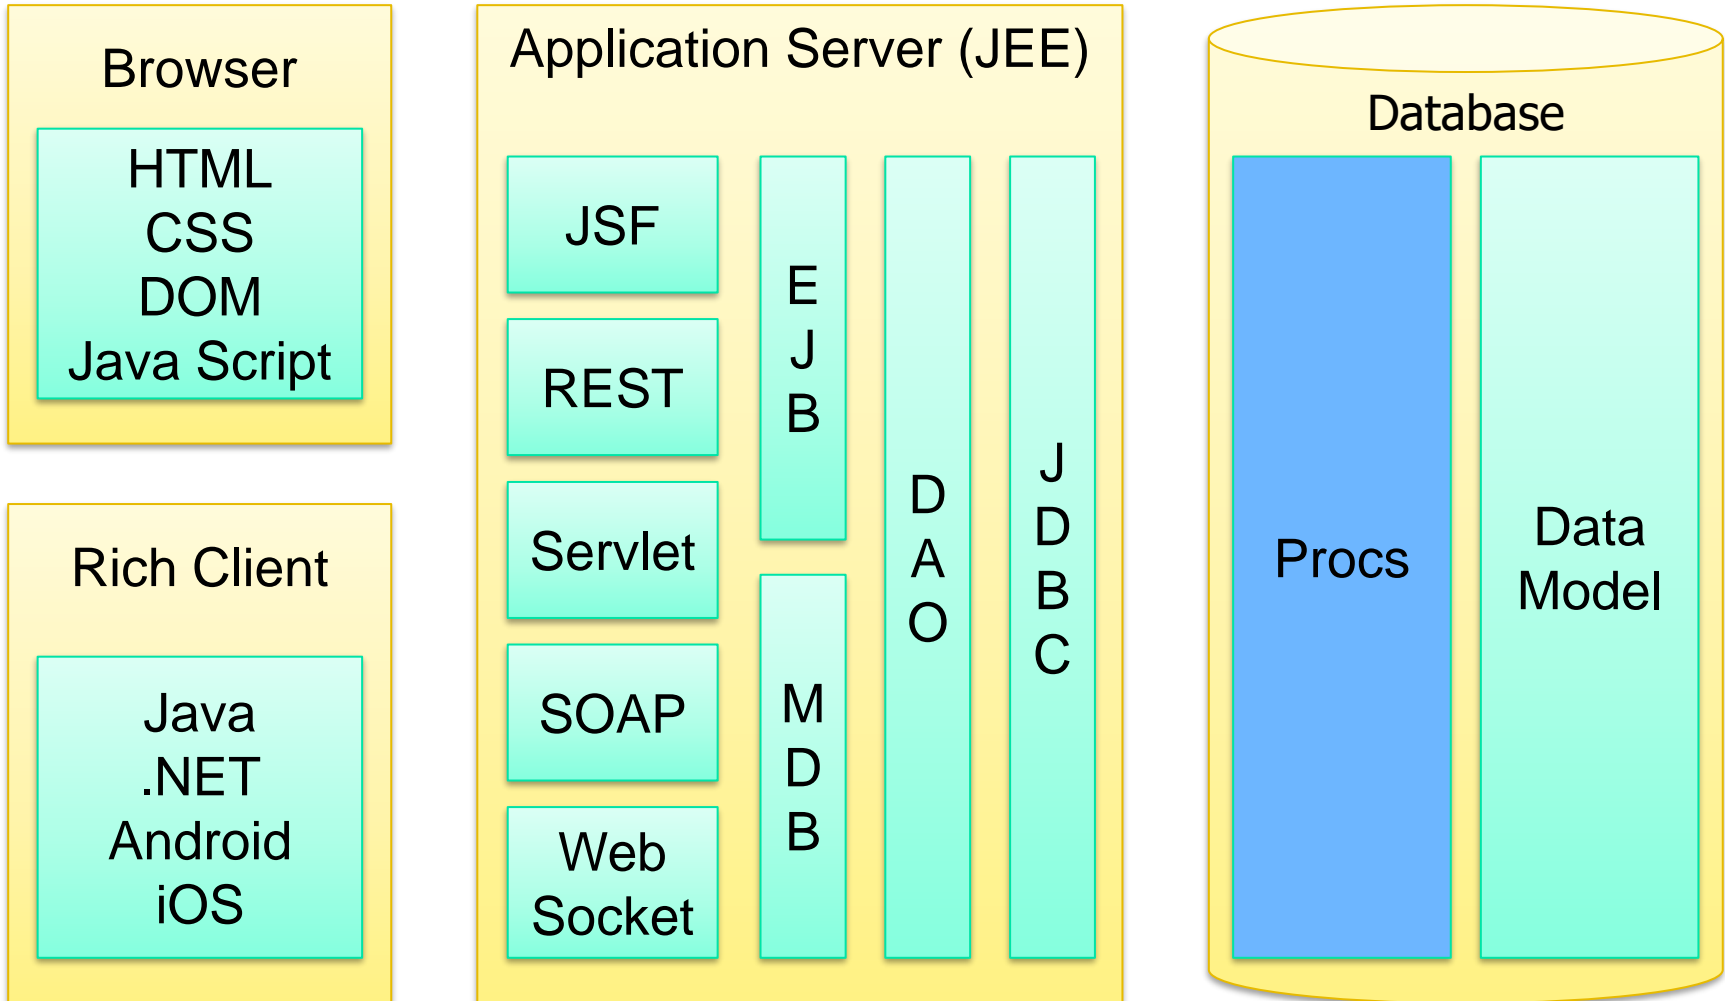 Browser
HTML
CSS
DOM
Java Script
Rich Client
Java
.NET
Android
iOS
Application Server (JEE)
JSF
REST
Servlet
SOAP
Web
Socket
E
J
B
M
D
B
D
A
O
J
D
B
C
Database
Procs
Data
Model